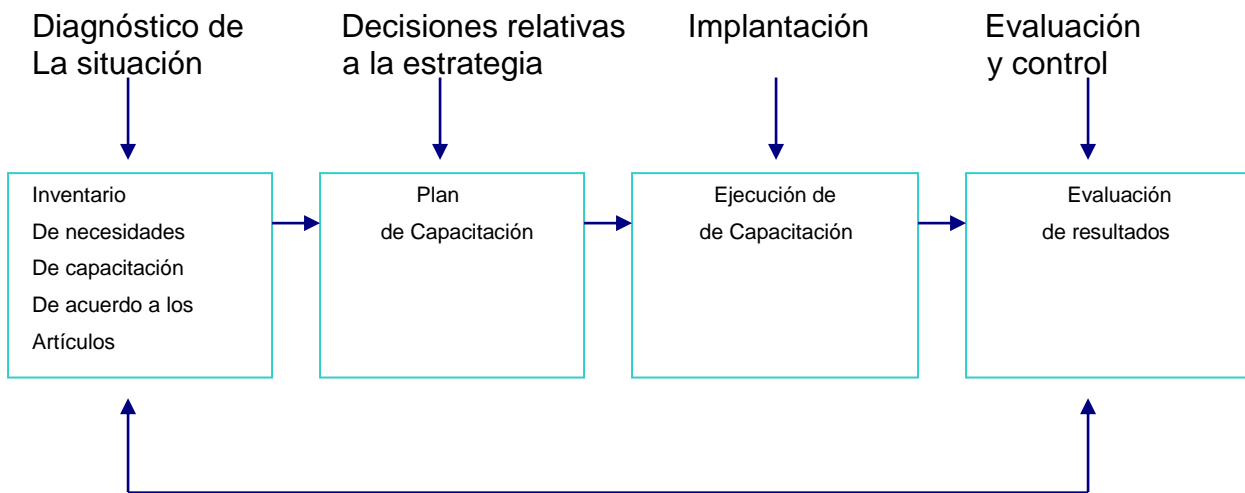 Diagnóstico de
La situación
Decisiones relativas
a la estrategia
Implantación
Evaluación
y control
Inventario
De necesidades
De capacitación
De acuerdo a los
Artículos
Plan
de Capacitación
Ejecución de
de Capacitación
Evaluación
de resultados